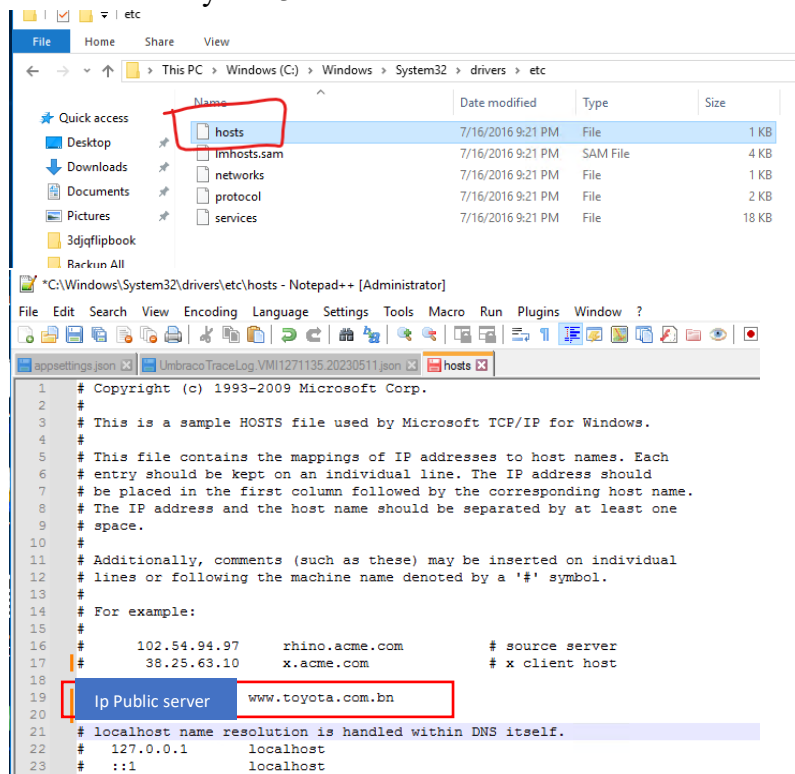 etc
File Home Share View
This PC > Windows (C:) > Windows > System32 > drivers > etc
Name Date modified Type Size
Quick access
hosts 7/16/2016 9:21 PM File 1 KB
Desktop
lmhosts.sam 7/16/2016 9:21 PM SAM File 4 KB
Downloads
networks 7/16/2016 9:21 PM File 1 KB
Documents
protocol 7/16/2016 9:21 PM File 2 KB
Pictures
services 7/16/2016 9:21 PM File 18 KB
3djqflipbook
Backup All
*C:\Windows\System32\drivers\etc\hosts - Notepad++ [Administrator]
File Edit Search View Encoding Language Settings Tools Macro Run Plugins Window ?
appsettings.json UmbracoTraceLog.VMI1271135.20230511.json hosts
1 # Copyright (c) 1993-2009 Microsoft Corp.
2 #
3 # This is a sample HOSTS file used by Microsoft TCP/IP for Windows.
4 #
5 # This file contains the mappings of IP addresses to host names. Each
6 # entry should be kept on an individual line. The IP address should
7 # be placed in the first column followed by the corresponding host name.
8 # The IP address and the host name should be separated by at least one
9 # space.
10 #
11 # Additionally, comments (such as these) may be inserted on individual
12 # lines or following the machine name denoted by a '#' symbol.
13 #
14 # For example:
15 #
16 # 102.54.94.97 rhino.acme.com # source server
17 # 38.25.63.10 x.acme.com # x client host
18
19 Ip Public server www.toyota.com.bn
20
21 # localhost name resolution is handled within DNS itself.
22 # 127.0.0.1 localhost
23 # ::1 localhost